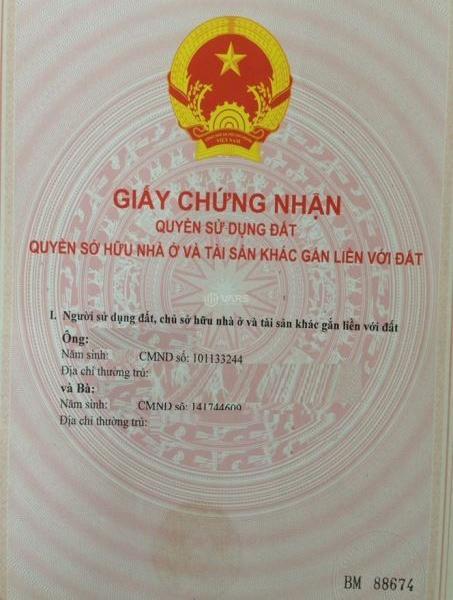 VIỆT NAM
GIẤY CHỨNG NHẬN
QUYỀN SỬ DỤNG ĐẤT
QUYỀN SỞ HỮU NHÀ Ở VÀ TÀI SẢN KHÁC GẮN LIỀN VỚI ĐẤT
VARS
I. Người sử dụng đất, chủ sở hữu nhà ở và tài sản khác gắn liền với đất
Ông:
Năm sinh: CMND số: 101133244
Địa chỉ thường trú:
và Bà:
Năm sinh: CMND số: 141744609
Địa chỉ thường trú:
BM 88674